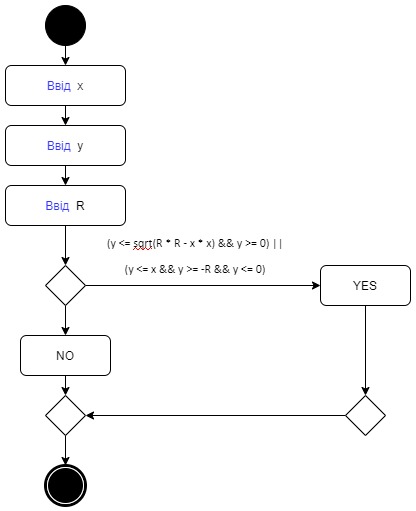 Ввід x
Ввід y
Ввід R
(y <= sqrt(R * R - x * x) && y >= 0) ||
(y <= x && y >= -R && y <= 0)
YES
NO